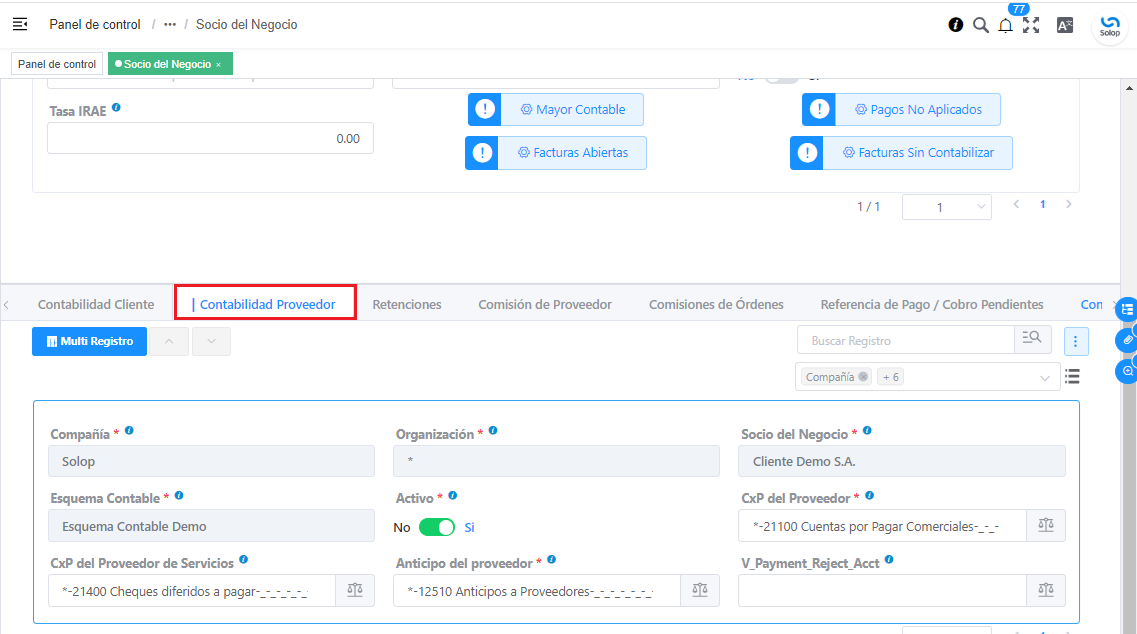 Panel de control / ••• / Socio del Negocio
77
Solop
Panel de control
Socio del Negocio ×
Tasa IRAE
0.00
Mayor Contable
Pagos No Aplicados
Facturas Abiertas
Facturas Sin Contabilizar
1 / 1
1
1
Contabilidad Cliente
Contabilidad Proveedor
Retenciones
Comisión de Proveedor
Comisiones de Órdenes
Referencia de Pago / Cobro Pendientes
Con
Multi Registro
Buscar Registro
Compañía
+ 6
Compañía *
Organización *
Socio del Negocio *
Solop
*
Cliente Demo S.A.
Esquema Contable *
Activo *
CxP del Proveedor *
Esquema Contable Demo
No
Si
*-21100 Cuentas por Pagar Comerciales-_-_-
CxP del Proveedor de Servicios
Anticipo del proveedor *
V_Payment_Reject_Acct
*-21400 Cheques diferidos a pagar-_-_-_-_-_-
*-12510 Anticipos a Proveedores-_-_-_-_-_-_-